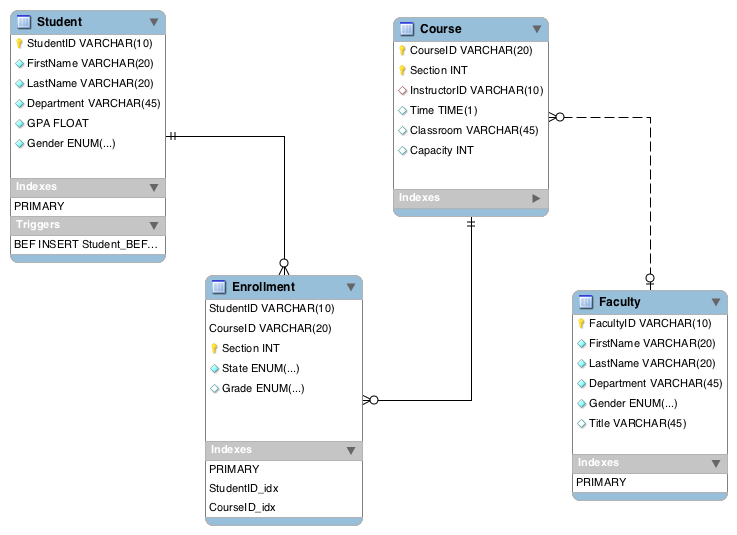 Student
StudentID VARCHAR(10)
FirstName VARCHAR(20)
LastName VARCHAR(20)
Department VARCHAR(45)
GPA FLOAT
Gender ENUM(...)
Indexes
PRIMARY
Triggers
BEF INSERT Student_BEF...
Course
CourseID VARCHAR(20)
Section INT
InstructorID VARCHAR(10)
Time TIME(1)
Classroom VARCHAR(45)
Capacity INT
Indexes
Enrollment
StudentID VARCHAR(10)
CourseID VARCHAR(20)
Section INT
State ENUM(...)
Grade ENUM(...)
Indexes
PRIMARY
StudentID_idx
CourseID_idx
Faculty
FacultyID VARCHAR(10)
FirstName VARCHAR(20)
LastName VARCHAR(20)
Department VARCHAR(45)
Gender ENUM(...)
Title VARCHAR(45)
Indexes
PRIMARY